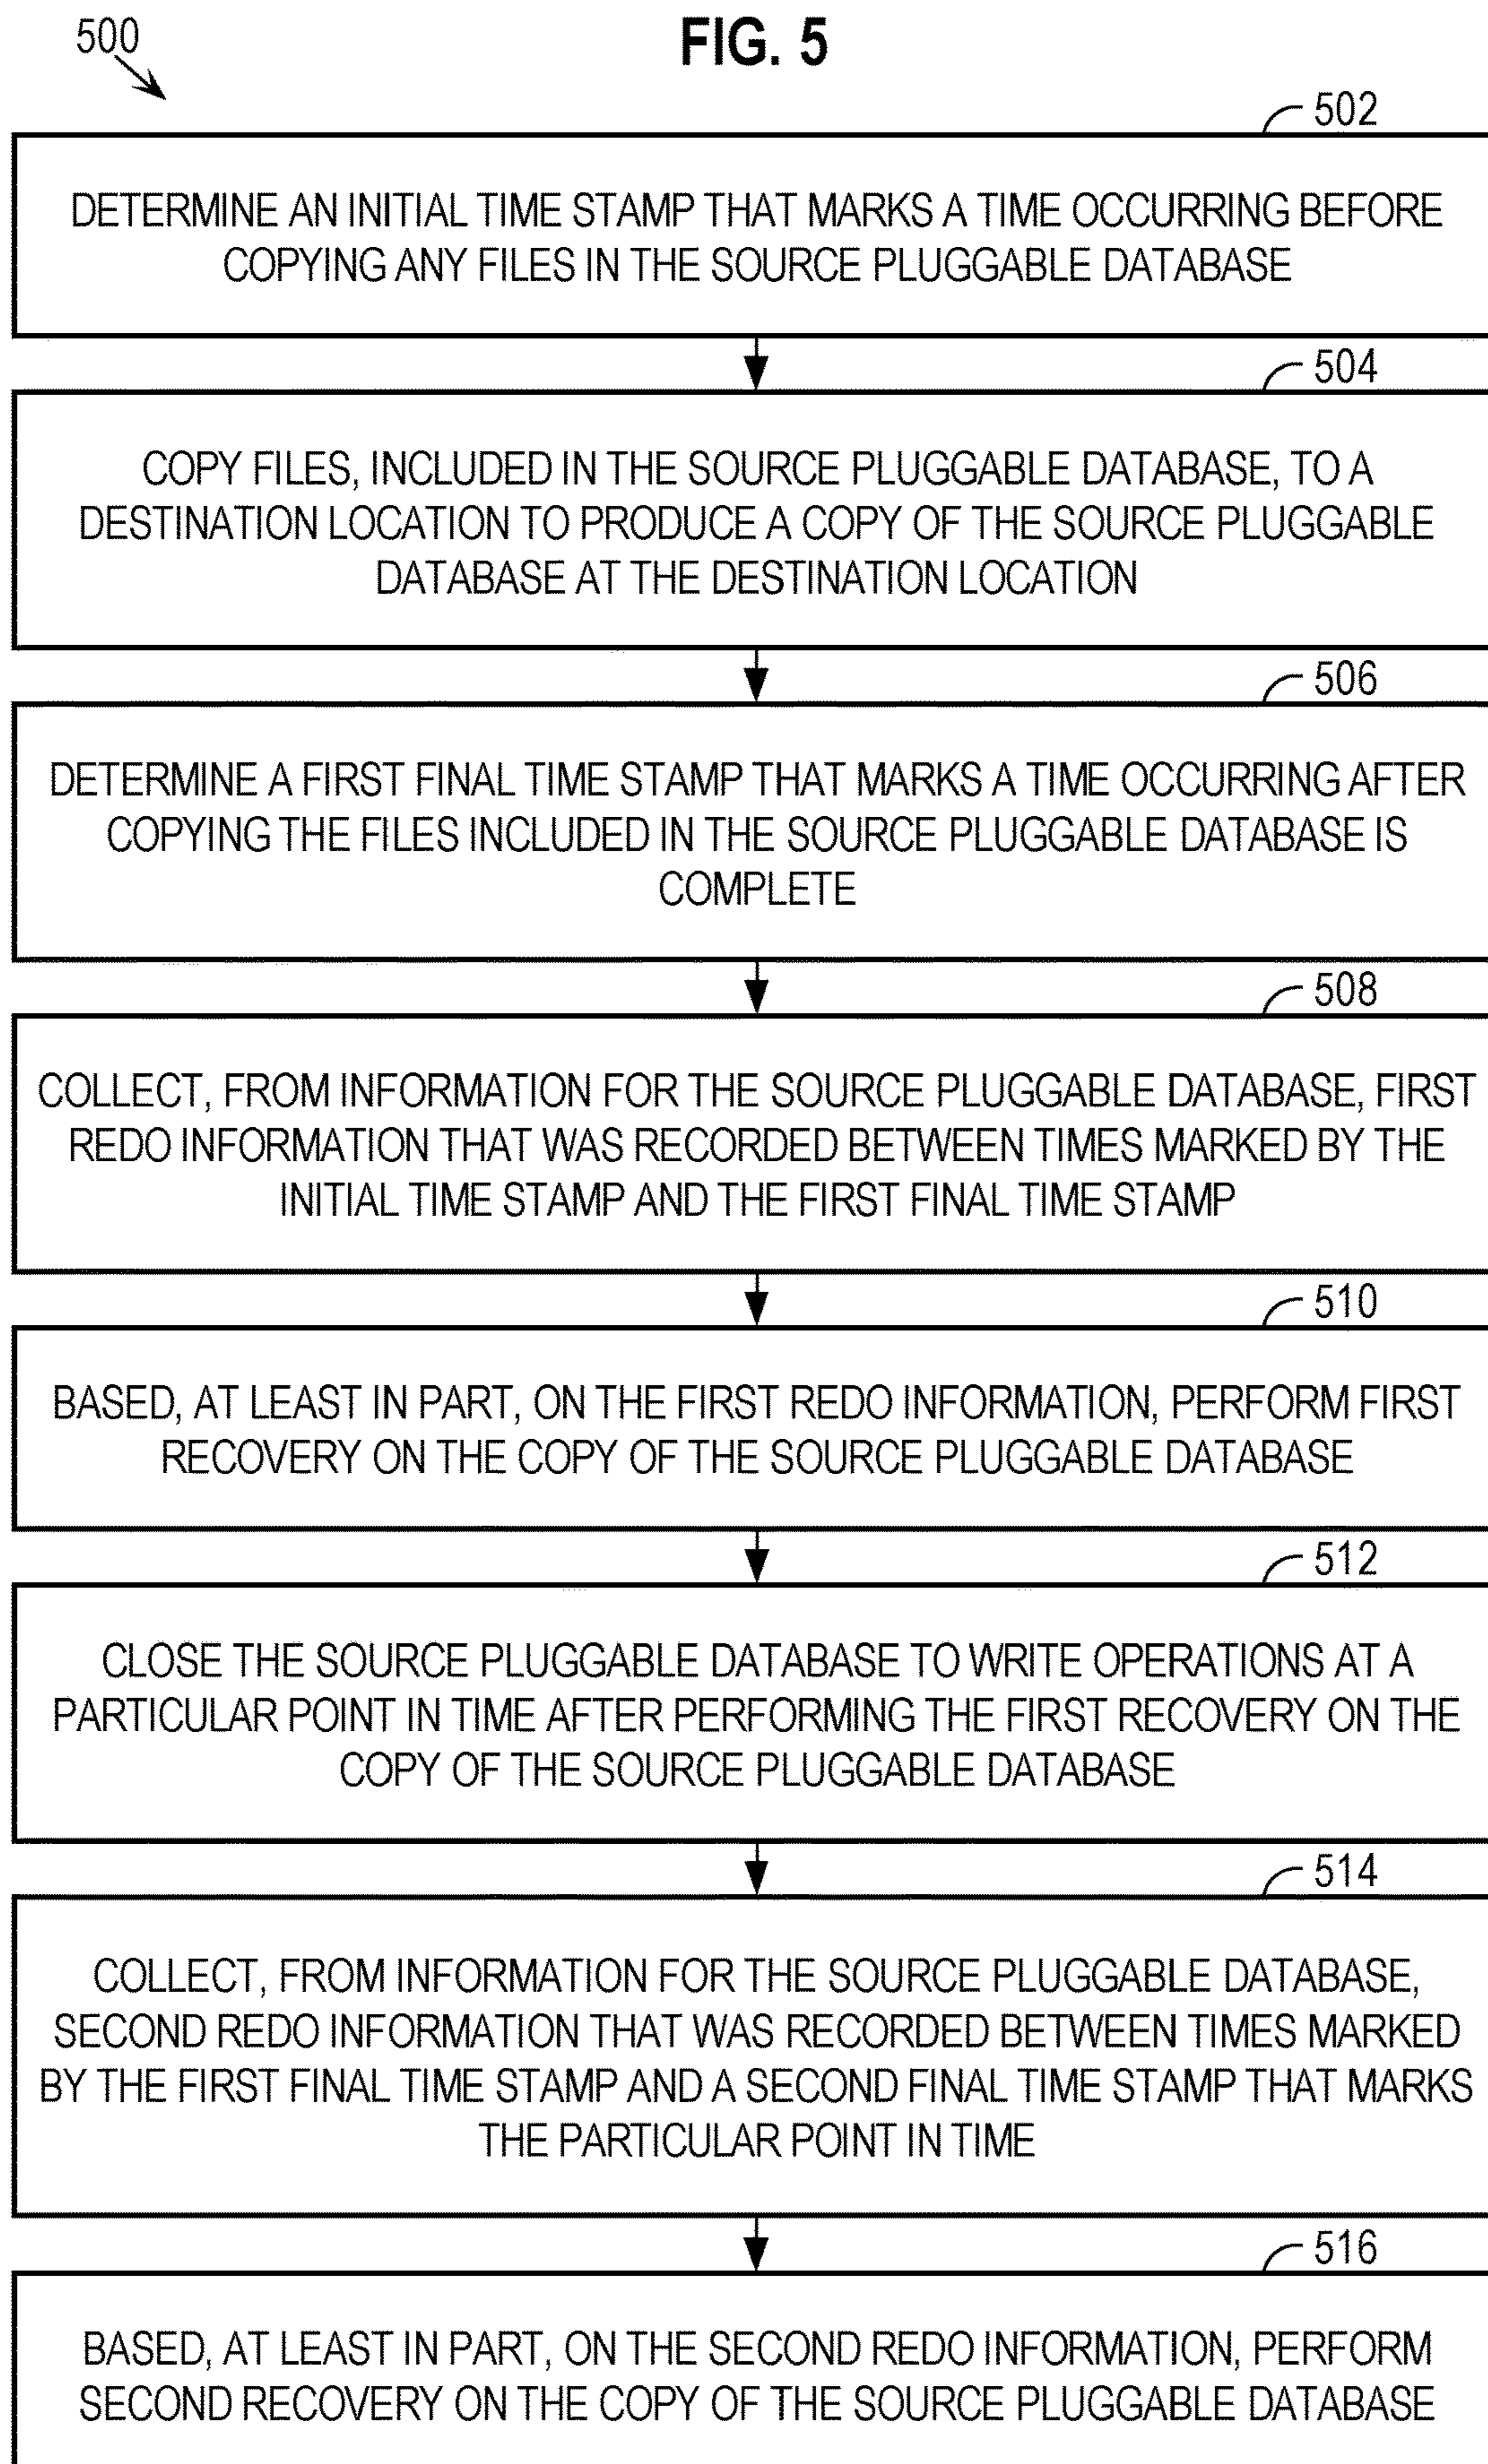 500
FIG. 5
502
DETERMINE AN INITIAL TIME STAMP THAT MARKS A TIME OCCURRING BEFORE
COPYING ANY FILES IN THE SOURCE PLUGGABLE DATABASE
504
COPY FILES, INCLUDED IN THE SOURCE PLUGGABLE DATABASE, TO A
DESTINATION LOCATION TO PRODUCE A COPY OF THE SOURCE PLUGGABLE
DATABASE AT THE DESTINATION LOCATION
506
DETERMINE A FIRST FINAL TIME STAMP THAT MARKS A TIME OCCURRING AFTER
COPYING THE FILES INCLUDED IN THE SOURCE PLUGGABLE DATABASE IS
COMPLETE
508
COLLECT, FROM INFORMATION FOR THE SOURCE PLUGGABLE DATABASE, FIRST
REDO INFORMATION THAT WAS RECORDED BETWEEN TIMES MARKED BY THE
INITIAL TIME STAMP AND THE FIRST FINAL TIME STAMP
510
BASED, AT LEAST IN PART, ON THE FIRST REDO INFORMATION, PERFORM FIRST
RECOVERY ON THE COPY OF THE SOURCE PLUGGABLE DATABASE
512
CLOSE THE SOURCE PLUGGABLE DATABASE TO WRITE OPERATIONS AT A
PARTICULAR POINT IN TIME AFTER PERFORMING THE FIRST RECOVERY ON THE
COPY OF THE SOURCE PLUGGABLE DATABASE
514
COLLECT, FROM INFORMATION FOR THE SOURCE PLUGGABLE DATABASE,
SECOND REDO INFORMATION THAT WAS RECORDED BETWEEN TIMES MARKED
BY THE FIRST FINAL TIME STAMP AND A SECOND FINAL TIME STAMP THAT MARKS
THE PARTICULAR POINT IN TIME
516
BASED, AT LEAST IN PART, ON THE SECOND REDO INFORMATION, PERFORM
SECOND RECOVERY ON THE COPY OF THE SOURCE PLUGGABLE DATABASE